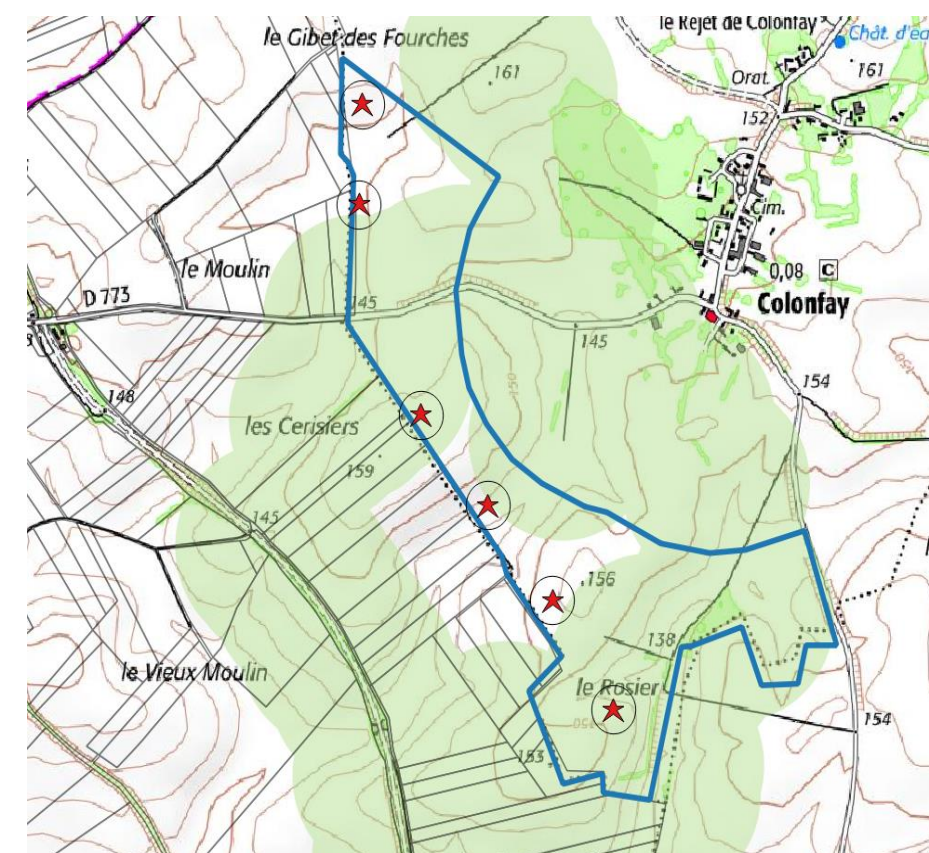 le Rejet de Colonfay
le Gibet des Fourches
Chât. d'ea
161
Orat.
161
152
Cim.
le Moulin
0,08 C
D 773
145
Colonfay
145
154
148
150
les Cerisiers
159
145
156
138
le Vieux Moulin
le Rosier
154
153
150